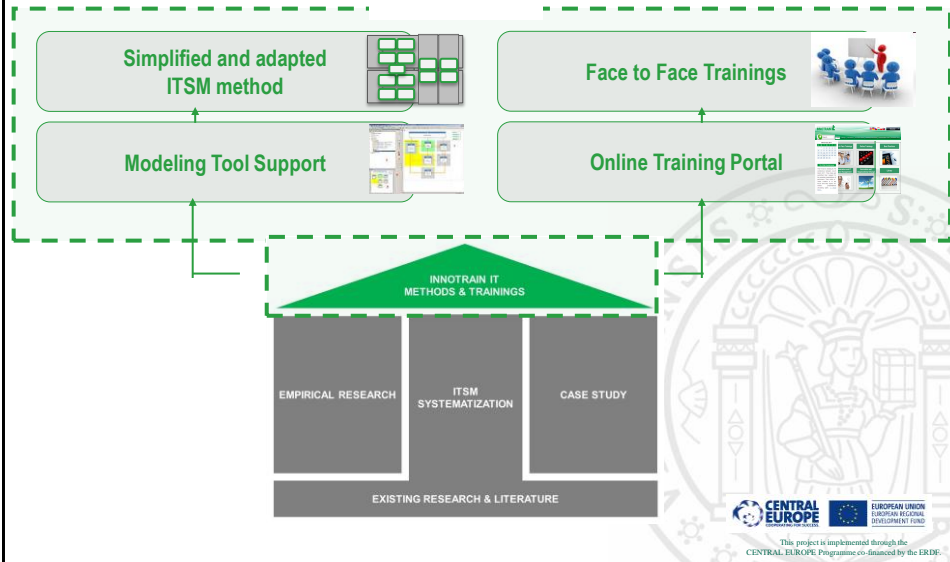 Simplified and adapted
ITSM method
Face to Face Trainings
Modeling Tool Support
Online Training Portal
INNOTRAIN IT
METHODS & TRAININGS
EMPIRICAL RESEARCH
ITSM
SYSTEMATIZATION
CASE STUDY
EXISTING RESEARCH & LITERATURE
CENTRAL
EUROPE
COOPERATING FOR SUCCESS.
EUROPEAN UNION
EUROPEAN REGIONAL
DEVELOPMENT FUND
This project is implemented through the
CENTRAL EUROPE Programme co-financed by the ERDF.